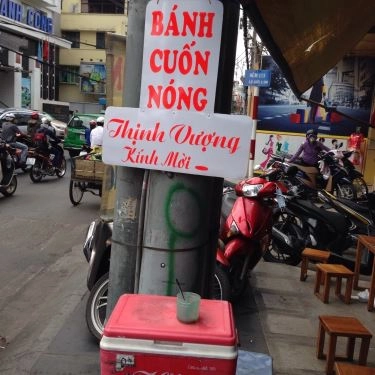 BÁNH
CUỐN
NÓNG
Thịnh Vượng
Kính Mời